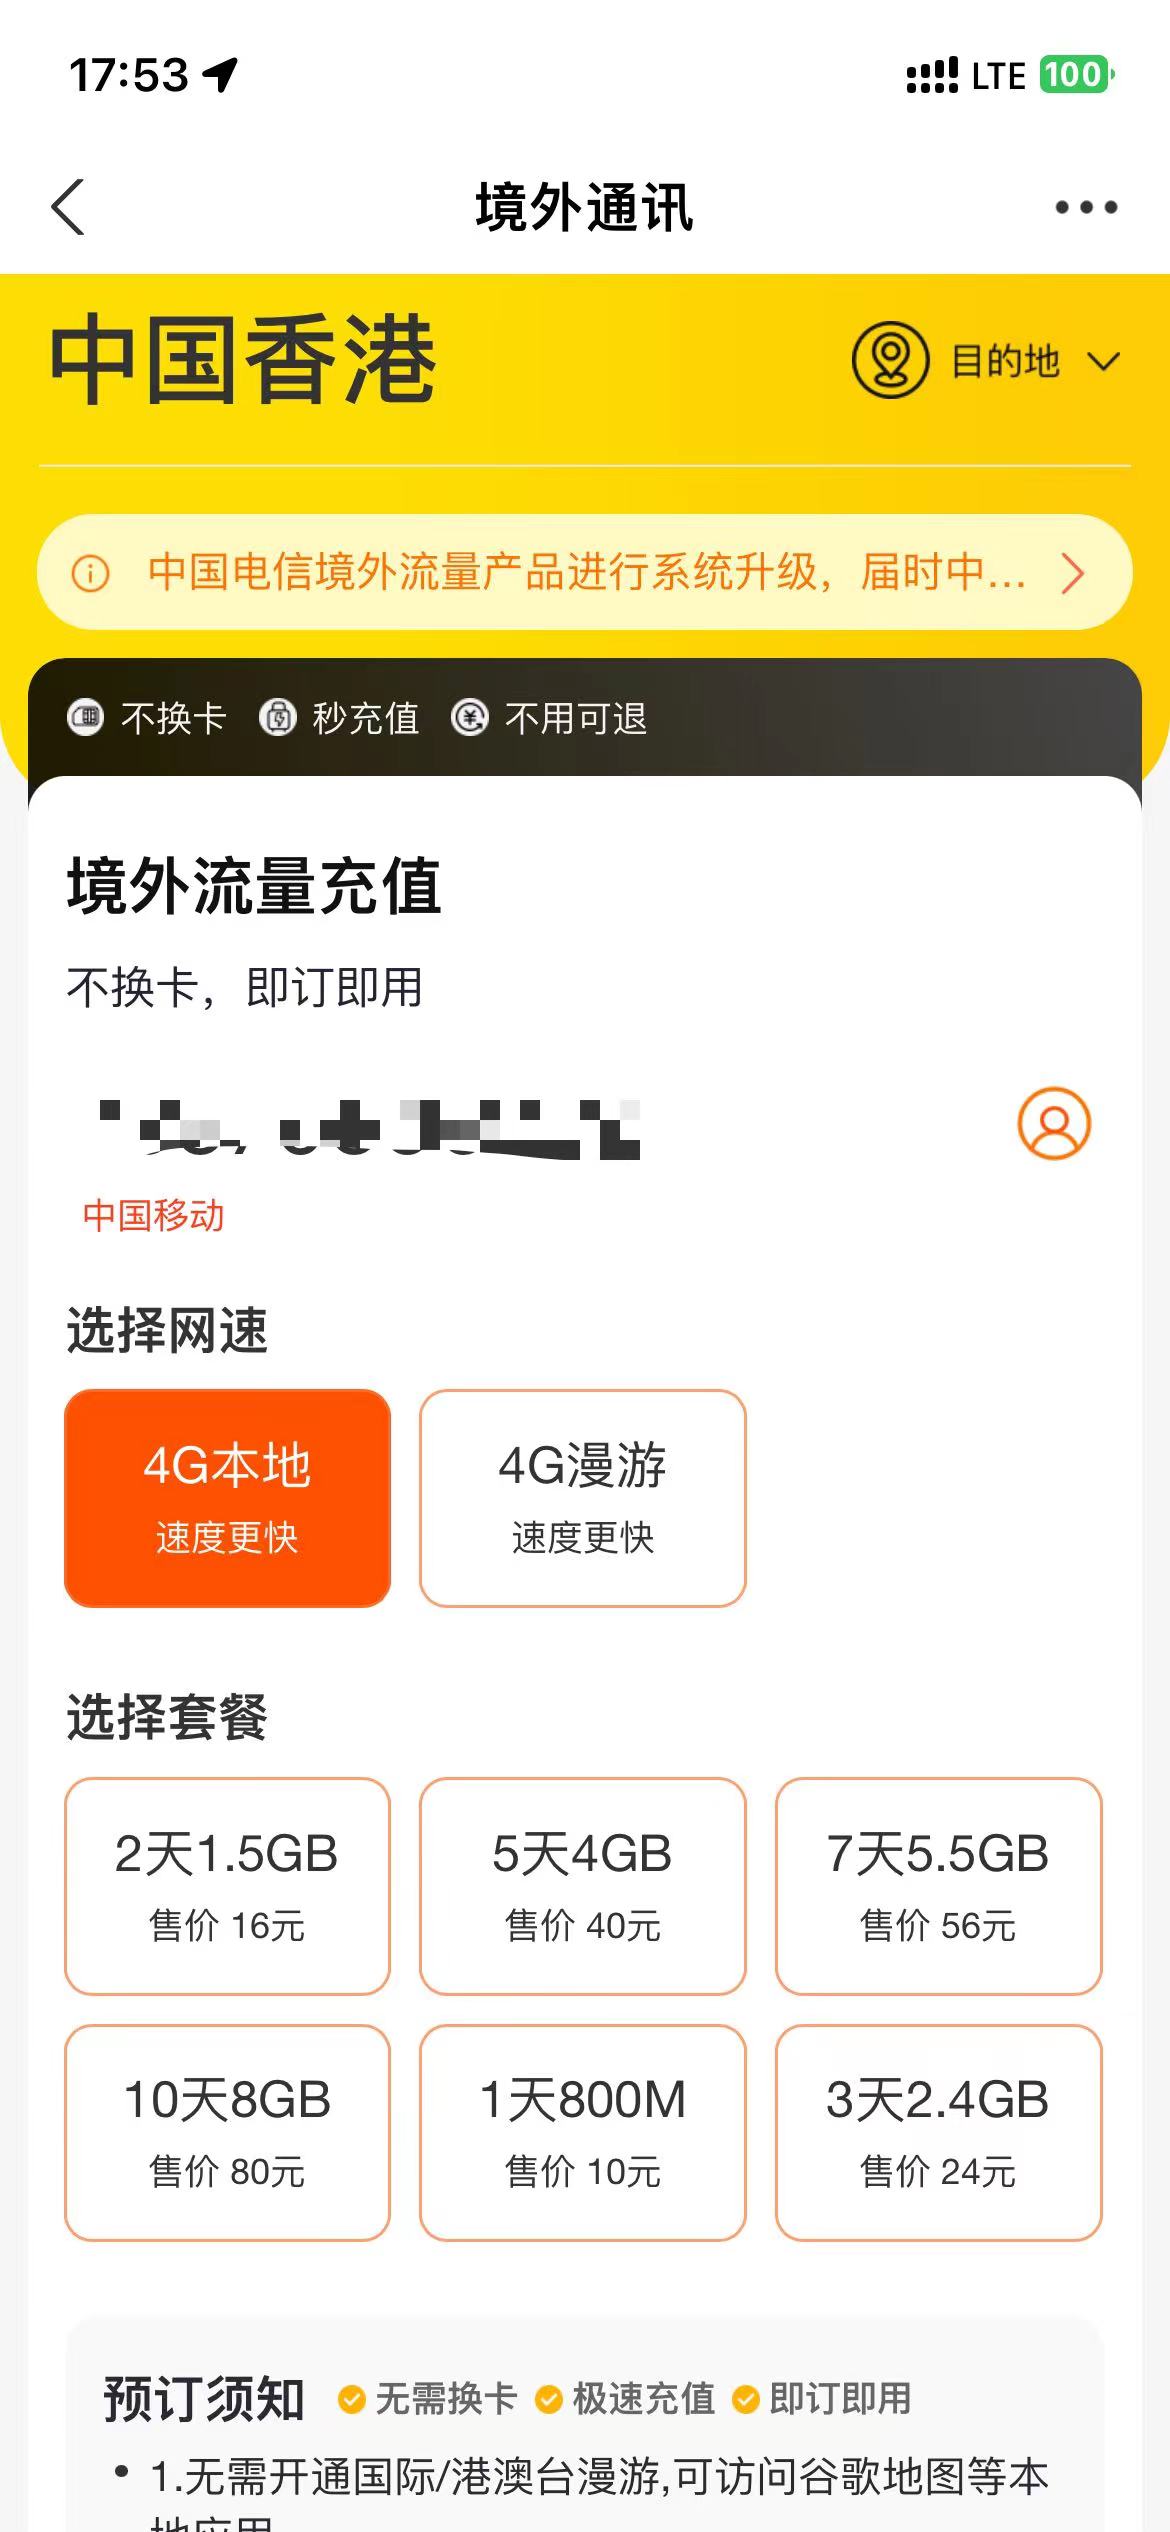 17:53 LTE 100
境外通讯
中国香港 目的地
中国电信境外流量产品进行系统升级，届时中...
不换卡 秒充值 不用可退
境外流量充值
不换卡，即订即用
中国移动
选择网速
4G本地 4G漫游
速度更快 速度更快
选择套餐
2天1.5GB 5天4GB 7天5.5GB
售价 16元 售价 40元 售价 56元
10天8GB 1天800M 3天2.4GB
售价 80元 售价 10元 售价 24元
预订须知 无需换卡 极速充值 即订即用
1.无需开通国际/港澳台漫游,可访问谷歌地图等本
地应用